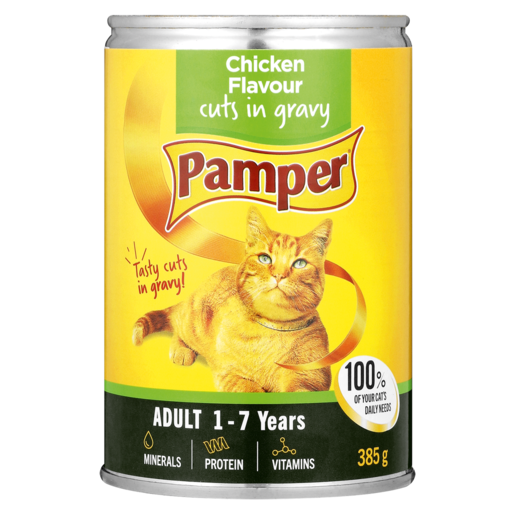 Chicken
Flavour
cuts in gravy
Pamper
Tasty cuts
in gravy!
100%
OF YOUR CAT'S
DAILY NEEDS
ADULT 1 - 7 Years
MINERALS
PROTEIN
VITAMINS
385g